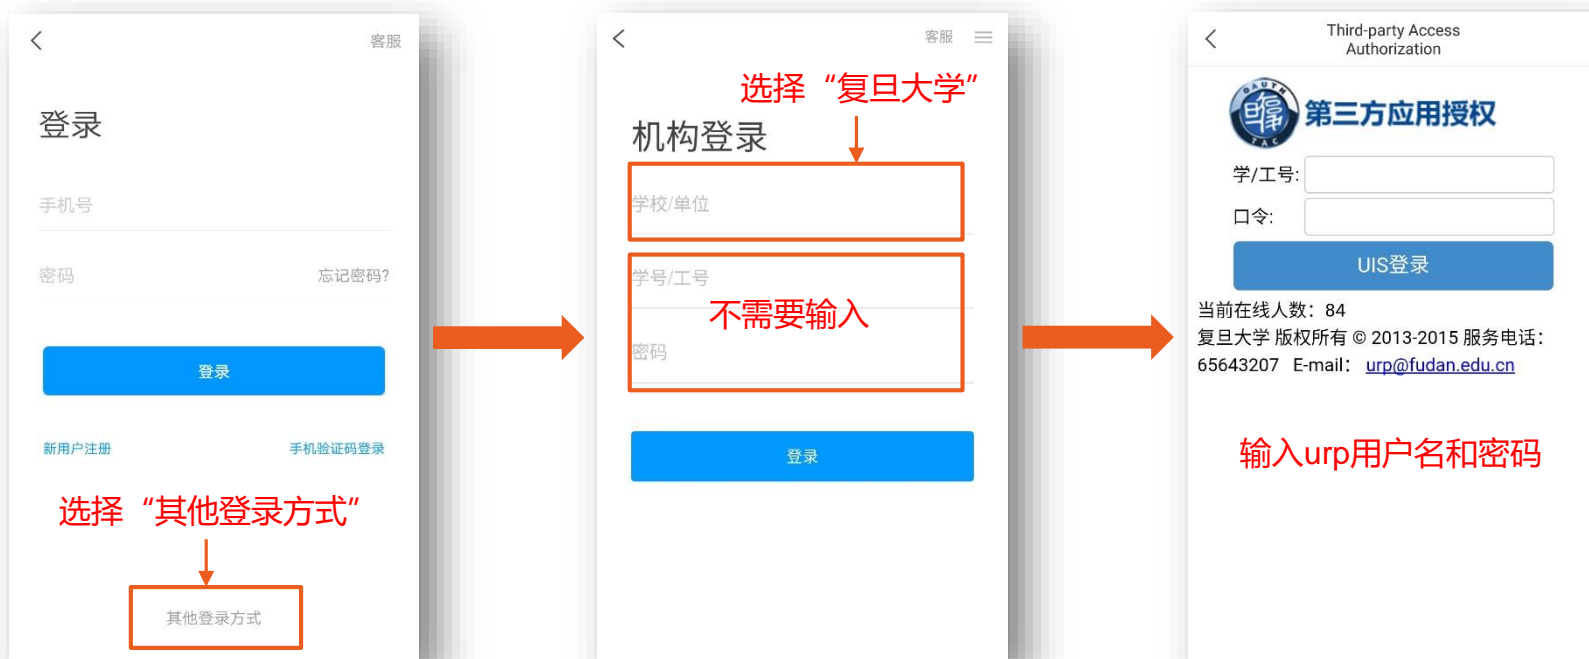 客服
登录
手机号
密码 忘记密码?
登录
新用户注册 手机验证码登录
选择“其他登录方式”
其他登录方式
客服
选择“复旦大学”
机构登录
学校/单位
学号/工号
不需要输入
密码
登录
Third-party Access
Authorization
OAUTH
TAC
第三方应用授权
学/工号:
口令:
UIS登录
当前在线人数：84
复旦大学 版权所有 © 2013-2015 服务电话：
65643207 E-mail： urp@fudan.edu.cn
输入urp用户名和密码